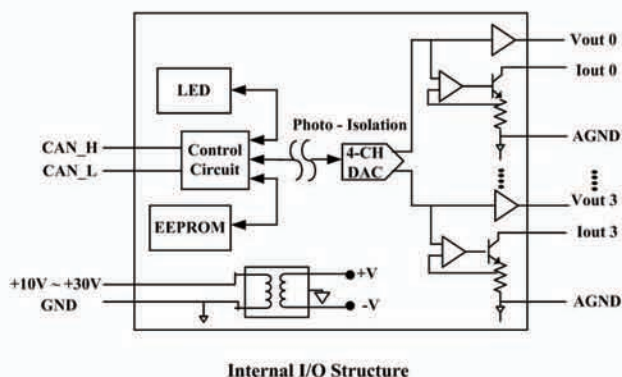 Vout 0
LED
Iout 0
Photo - Isolation
CAN_H
Control
Circuit
4-CH
DAC
AGND
CAN_L
Vout 3
EEPROM
Iout 3
+10V ~ +30V
+V
GND
-V
AGND
Internal I/O Structure